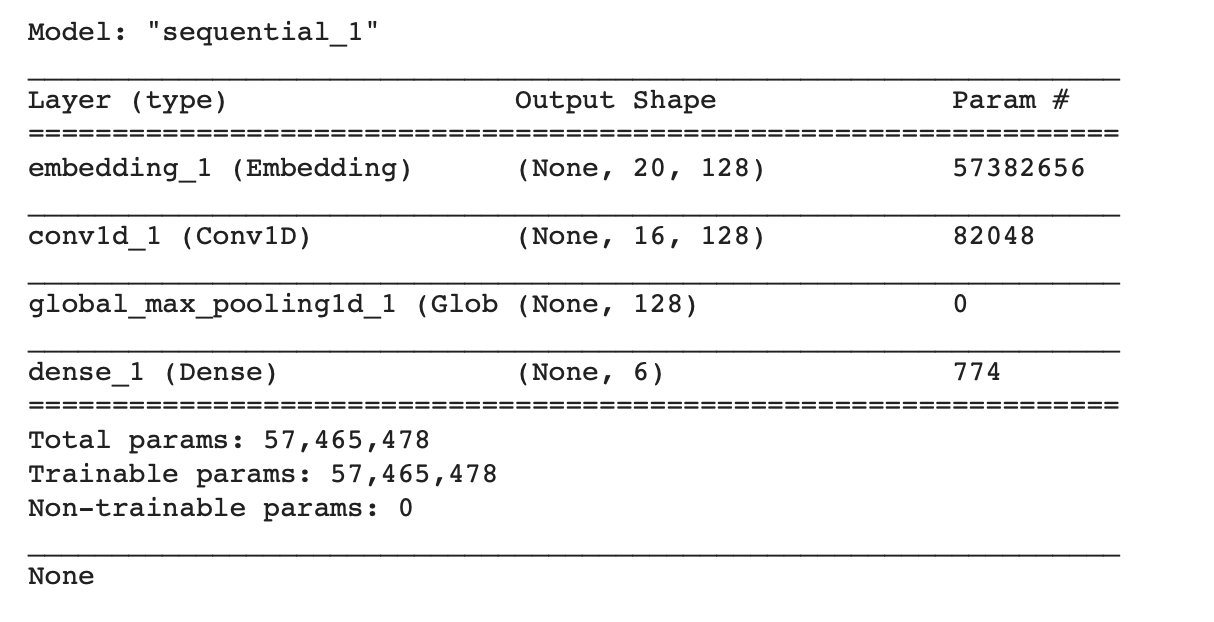 Model: "sequential_1"
Layer (type) Output Shape Param #
embedding_1 (Embedding) (None, 20, 128) 57382656
conv1d_1 (Conv1D) (None, 16, 128) 82048
global_max_pooling1d_1 (Glob (None, 128) 0
dense_1 (Dense) (None, 6) 774
Total params: 57,465,478
Trainable params: 57,465,478
Non-trainable params: 0
None